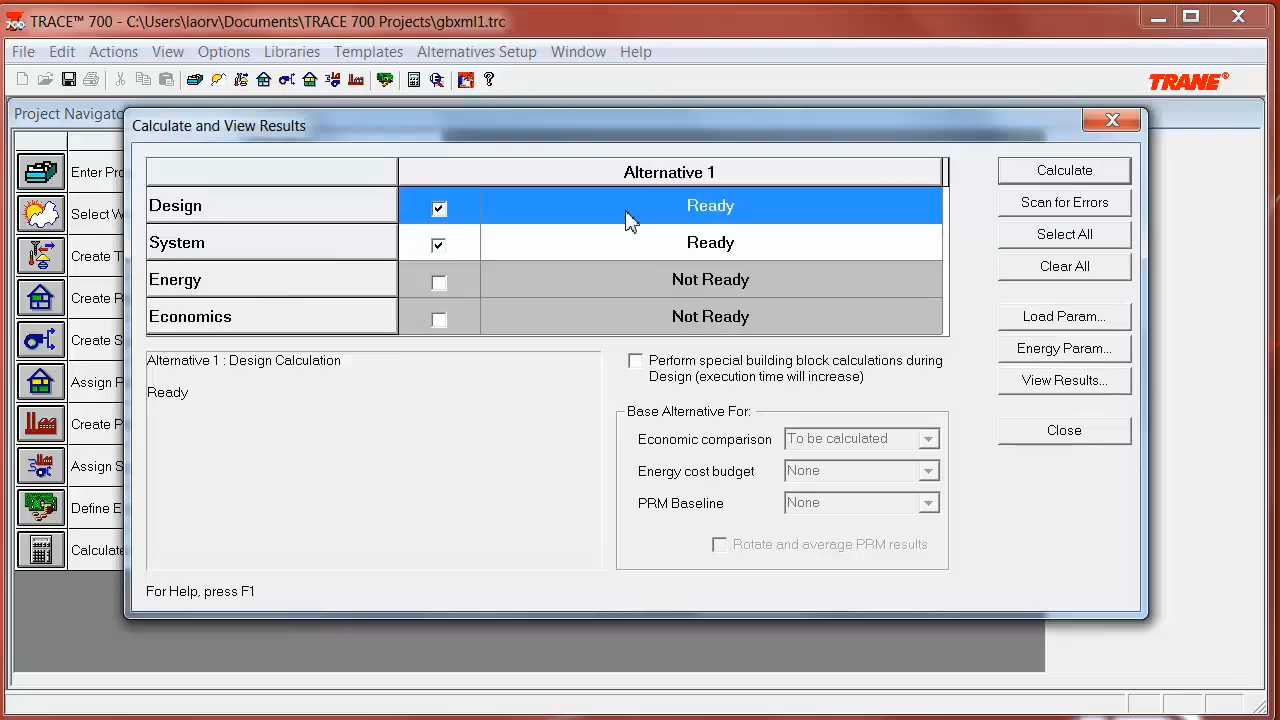 TRACE™ 700 - C:\Users\laorv\Documents\TRACE 700 Projects\gbxml1.trc
File Edit Actions View Options Libraries Templates Alternatives Setup Window Help
TRANE®
Project Navigato
Calculate and View Results
Enter Pro
Select W
Create T
Create R
Create S
Assign P
Create P
Assign S
Define E
Calculate
Alternative 1
Design Ready
System Ready
Energy Not Ready
Economics Not Ready
Calculate
Scan for Errors
Select All
Clear All
Load Param...
Energy Param...
View Results...
Close
Alternative 1 : Design Calculation
Ready
Perform special building block calculations during
Design (execution time will increase)
Base Alternative For:
Economic comparison To be calculated
Energy cost budget None
PRM Baseline None
Rotate and average PRM results
For Help, press F1